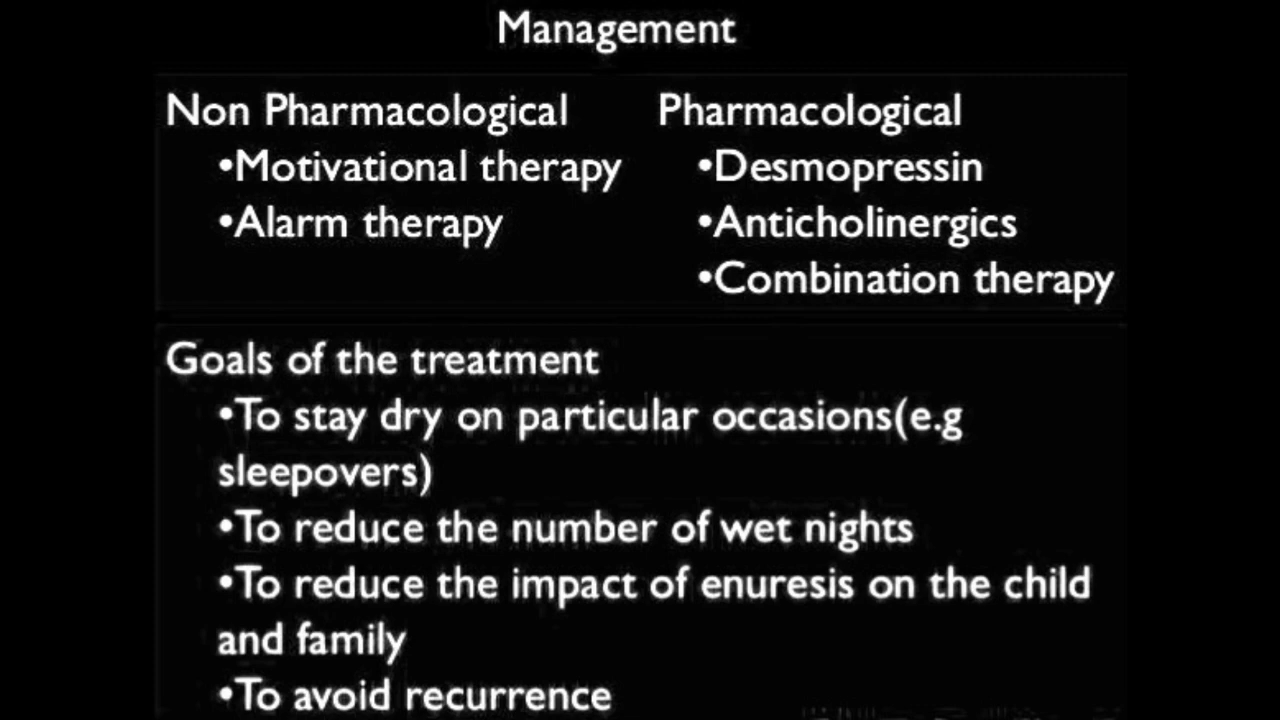 Management
Non Pharmacological
•Motivational therapy
•Alarm therapy
Pharmacological
•Desmopressin
•Anticholinergics
•Combination therapy
Goals of the treatment
•To stay dry on particular occasions(e.g
sleepovers)
•To reduce the number of wet nights
•To reduce the impact of enuresis on the child
and family
•To avoid recurrence